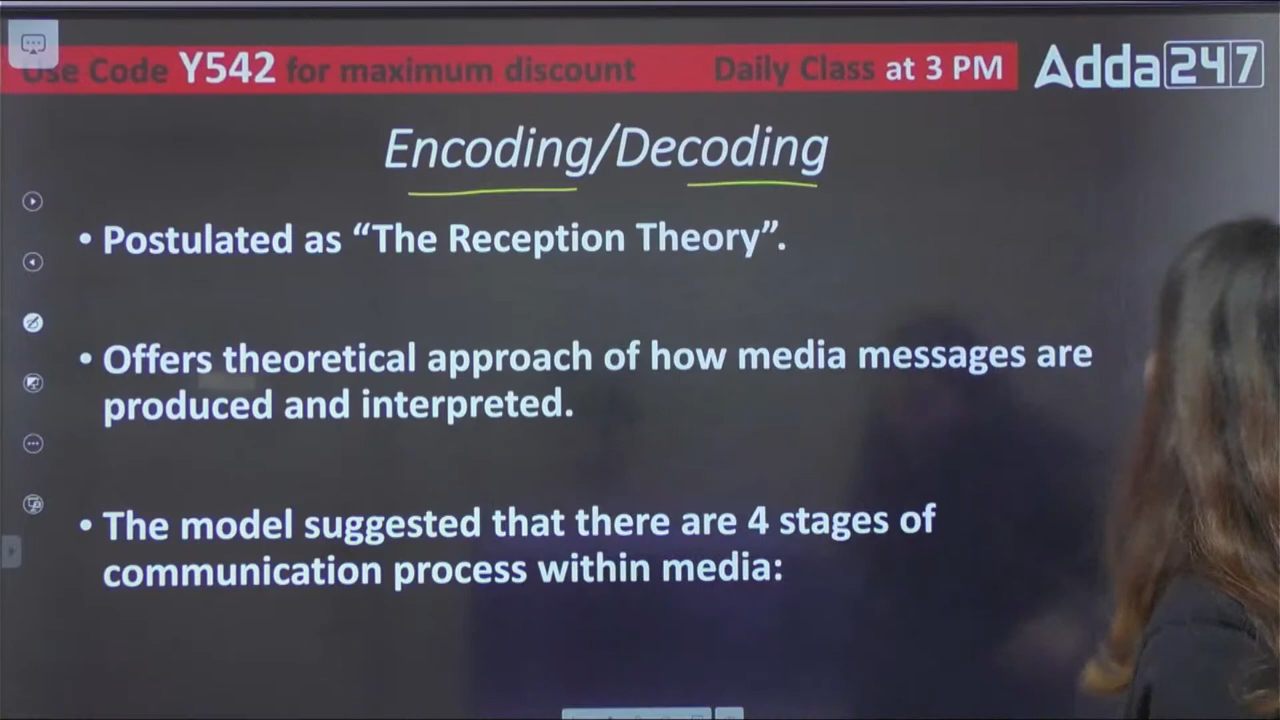 Use Code Y542 for maximum discount Daily Class at 3 PM Adda247
Encoding/Decoding
• Postulated as “The Reception Theory”.
• Offers theoretical approach of how media messages are
produced and interpreted.
• The model suggested that there are 4 stages of
communication process within media: